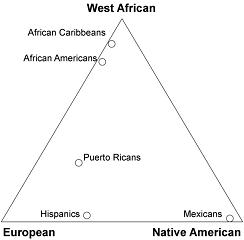 West African
African Caribbeans
African Americans
Puerto Ricans
Hispanics
Mexicans
European
Native American